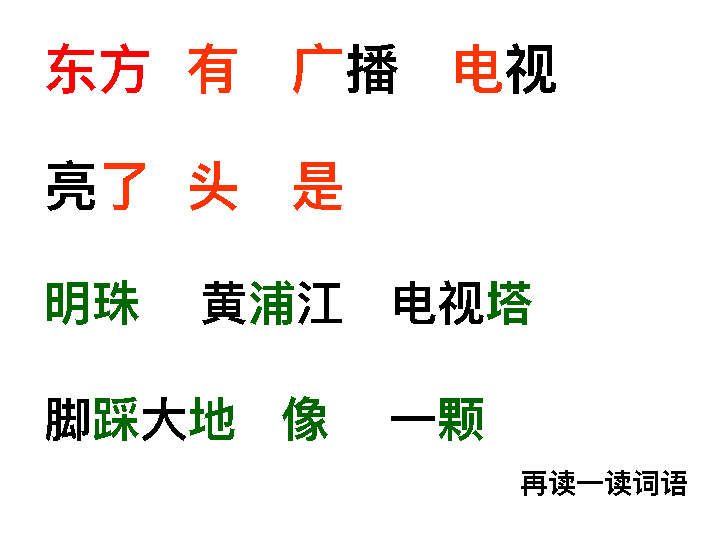 东方 有 广播 电视
亮了 头 是
明珠 黄浦江 电视塔
脚踩大地 像 一颗
再读一读词语